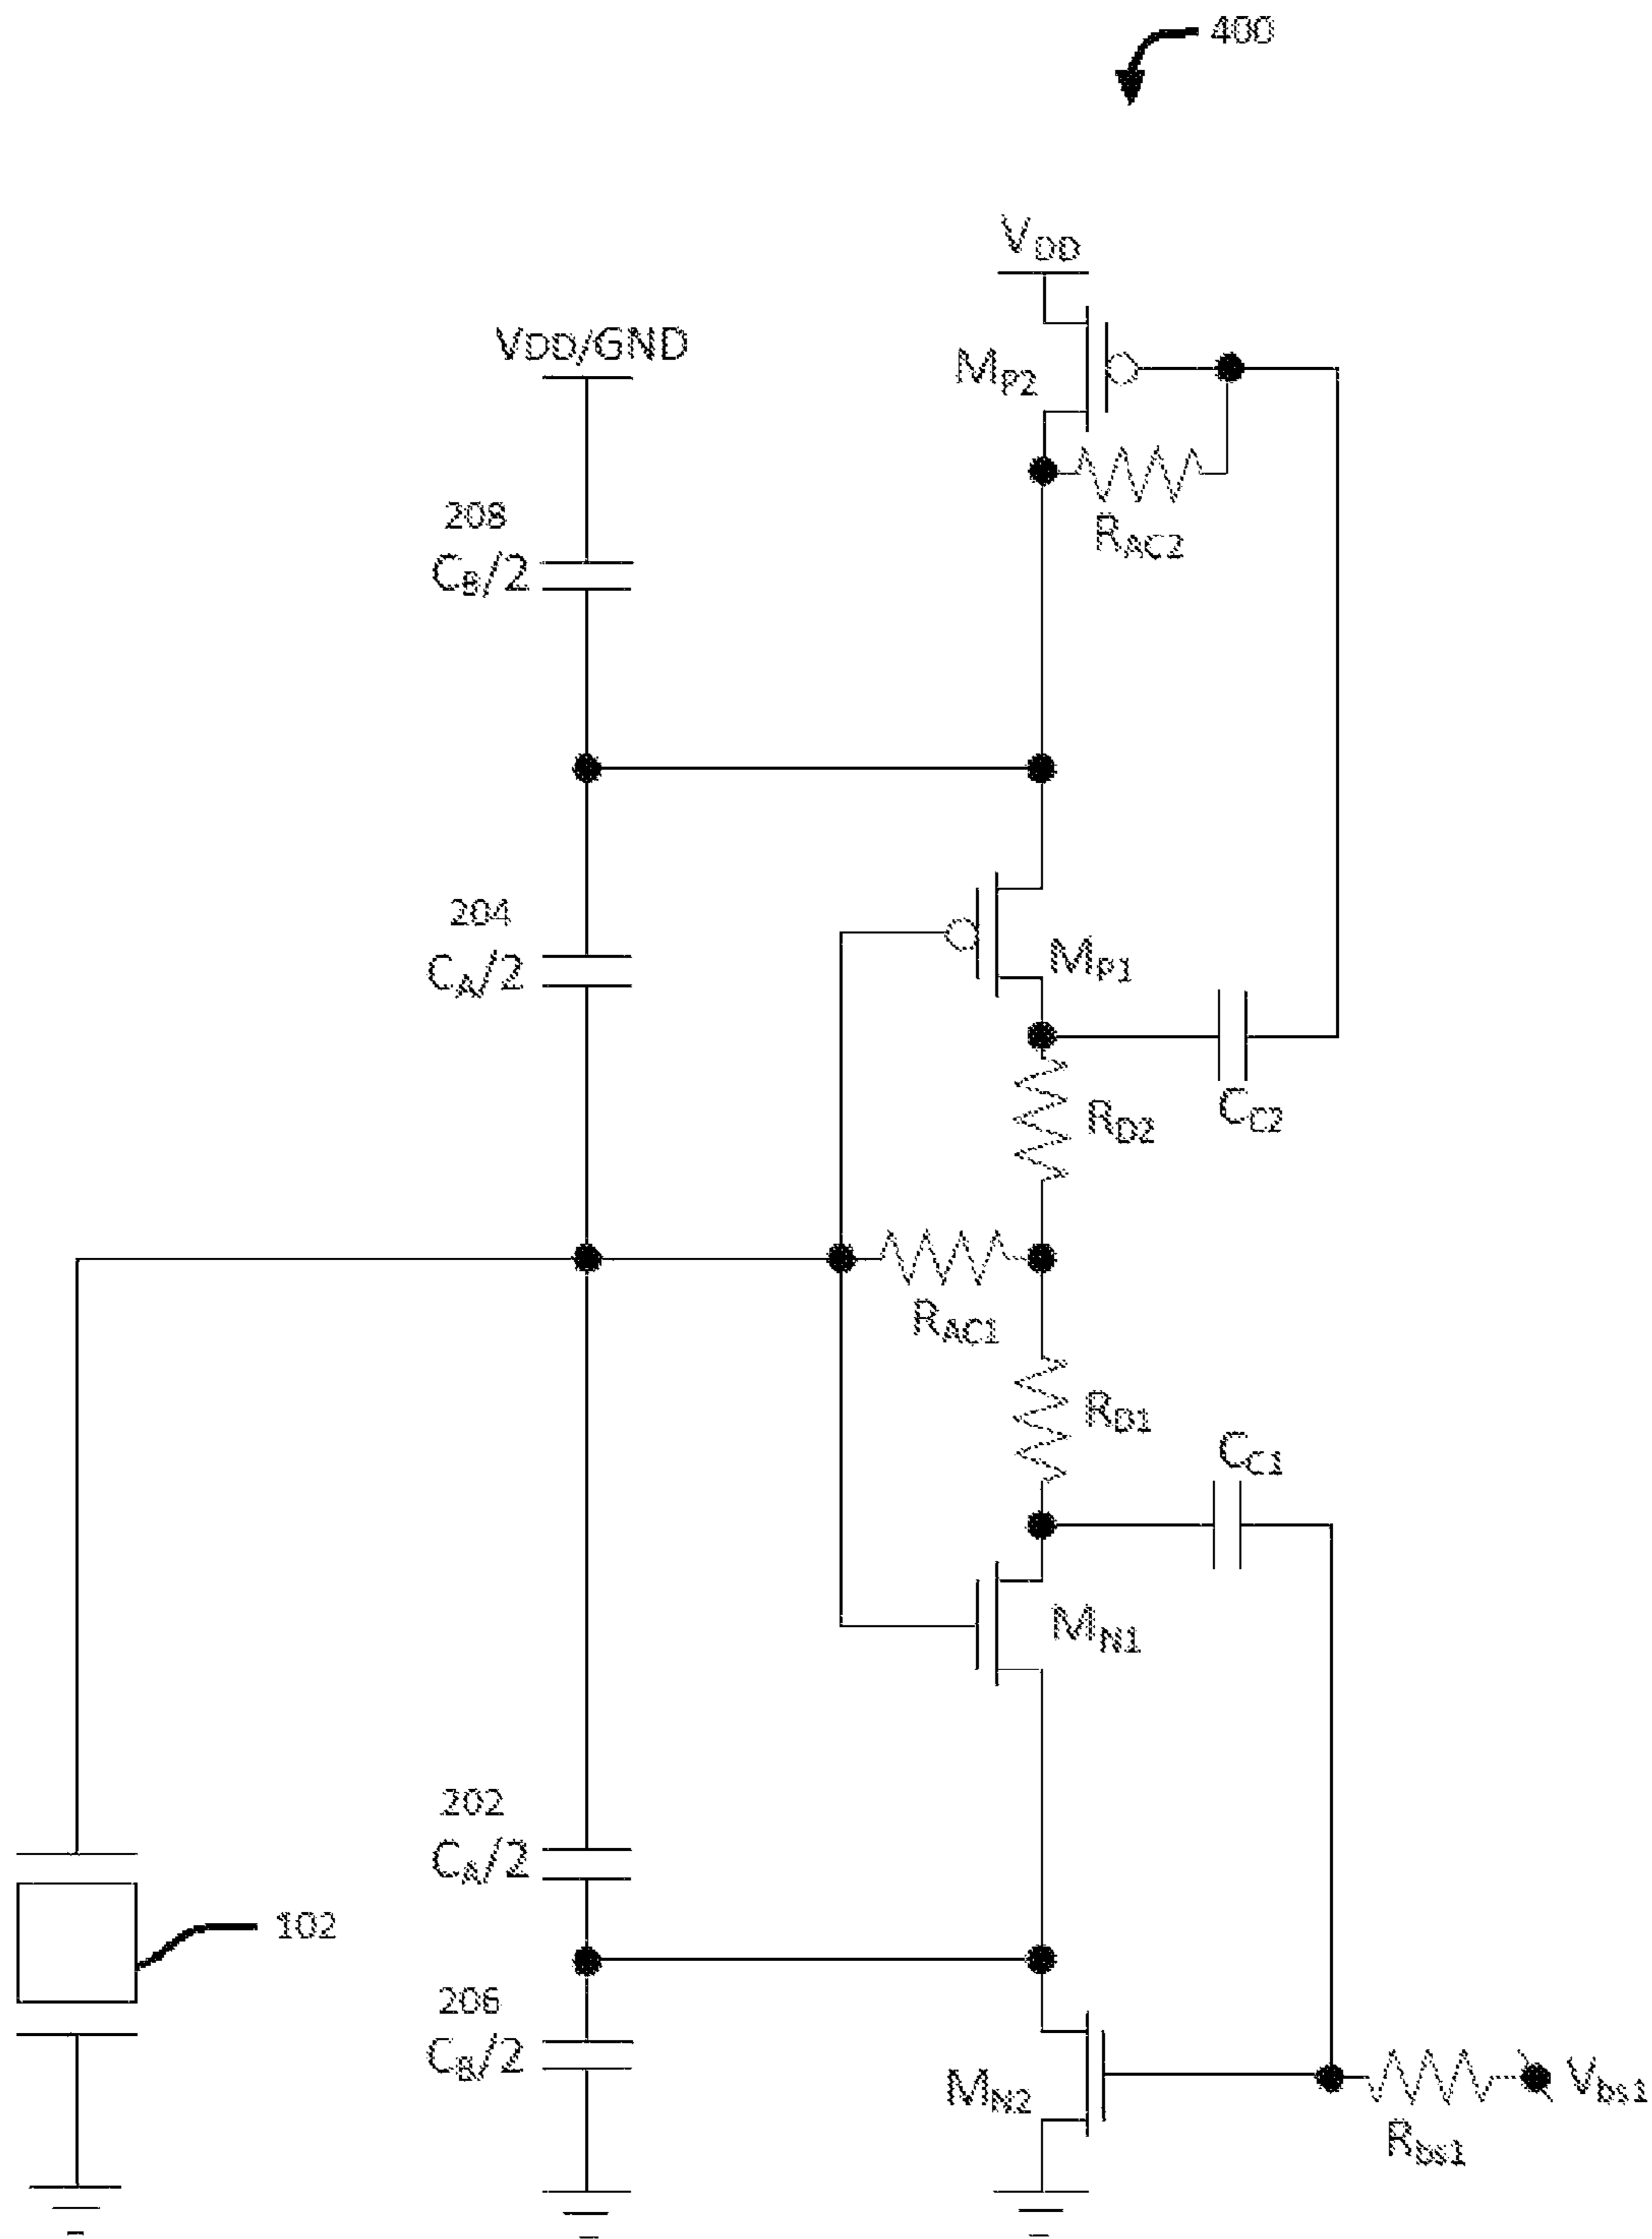 400
VDD
VDD/GND
MP2
208
CB/2
RAC2
204
CA/2
MP1
CC2
RD2
RAC1
RD1
CC1
MN1
202
CA/2
102
206
CB/2
MN2
Vbs1
Rbs1